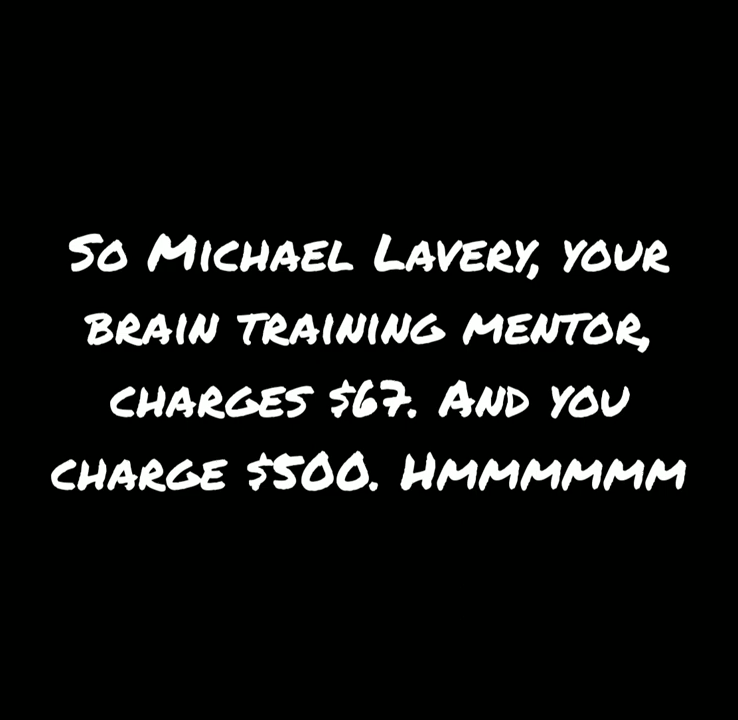 So Michael Lavery, your
brain training mentor,
charges $67. And you
charge $500. Hmmmmmm